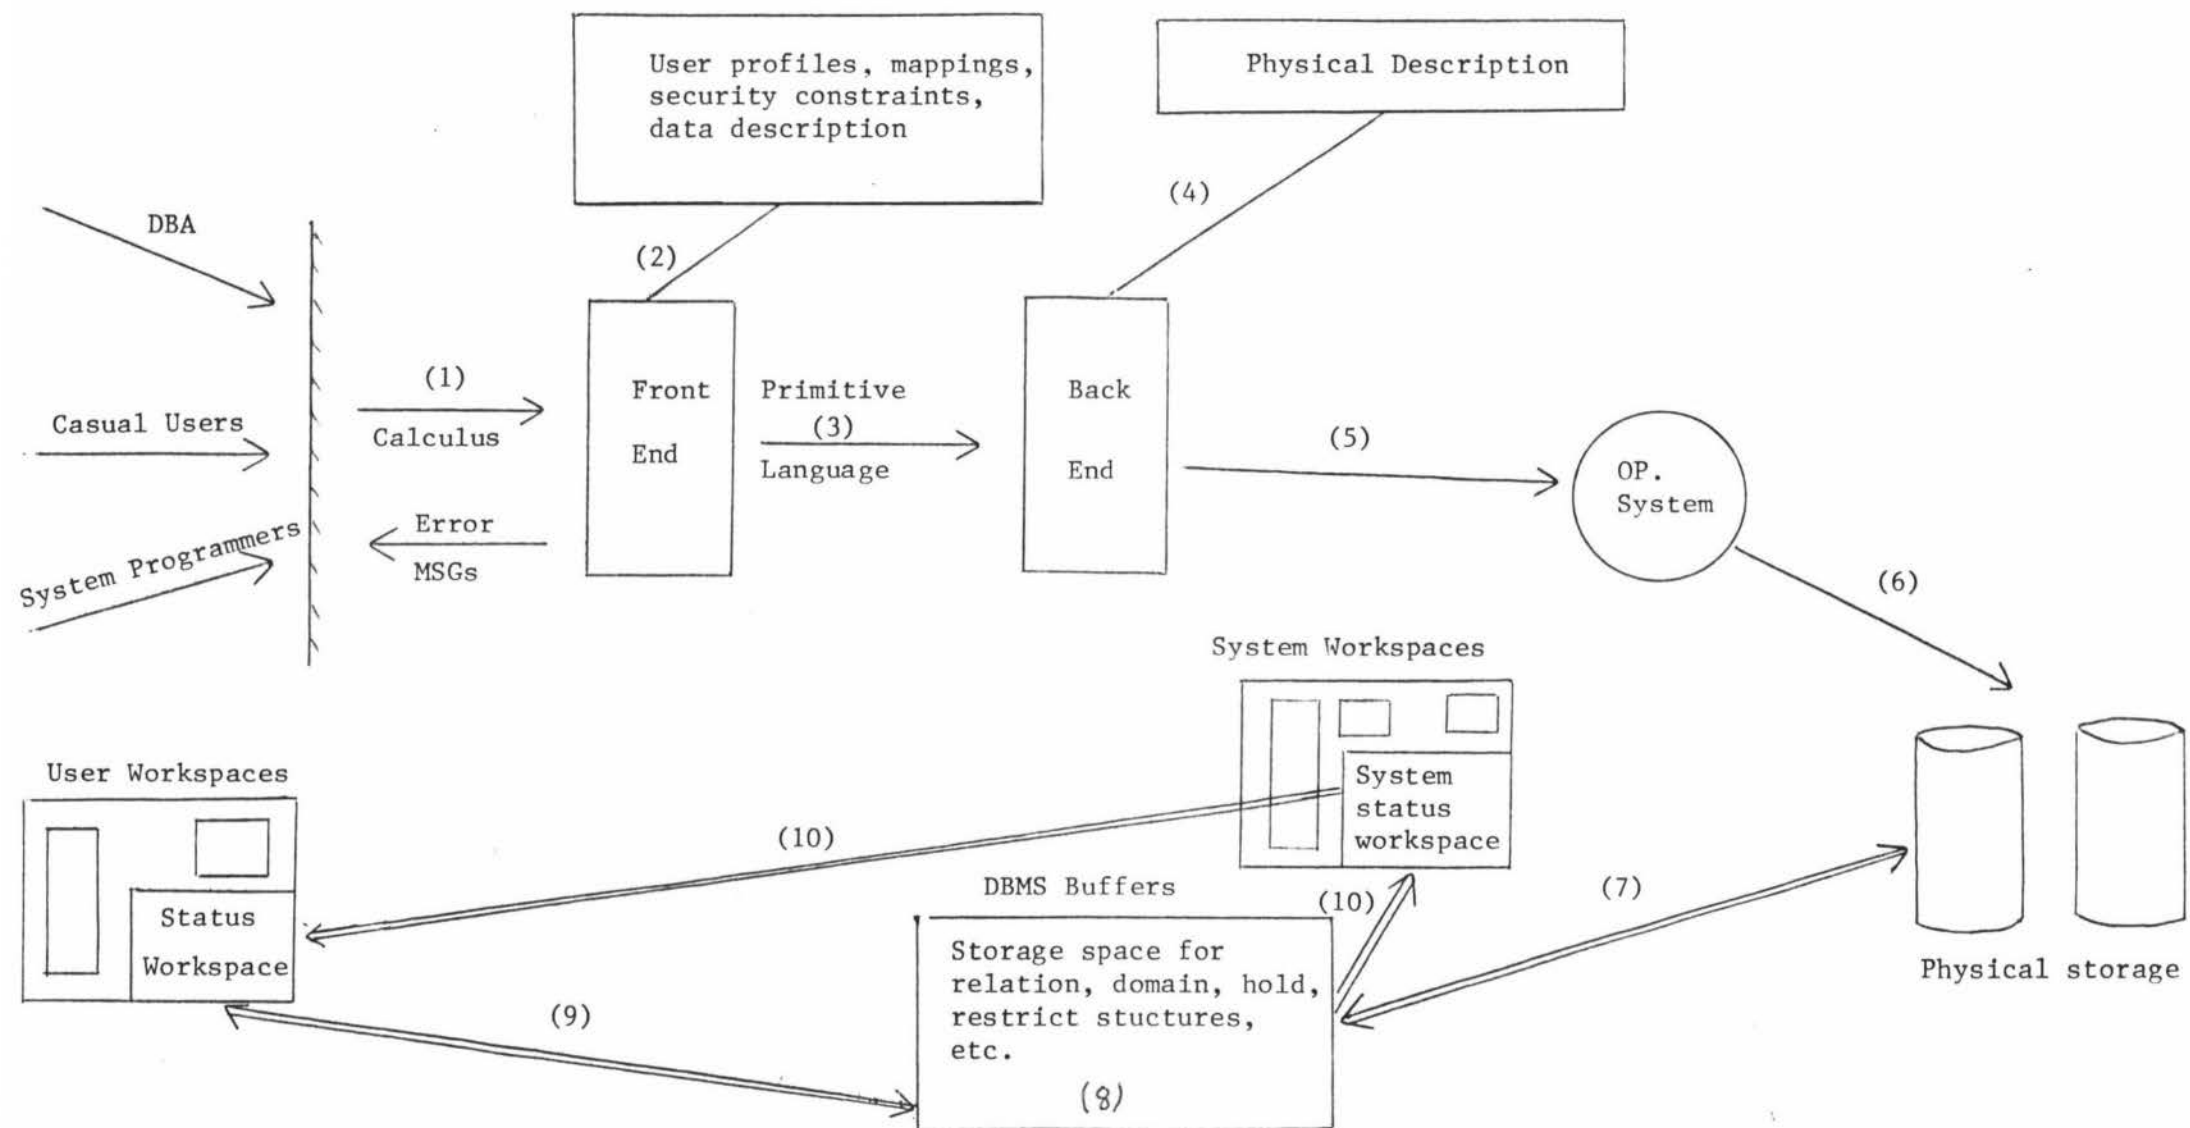 User profiles, mappings,
security constraints,
data description
Physical Description
(4)
DBA
(2)
(1)
Calculus
Front
End
Primitive
(3)
Language
Back
End
(5)
OP.
System
Casual Users
Error
MSGs
System Programmers
(6)
System Workspaces
System
status
workspace
User Workspaces
Status
Workspace
(10)
DBMS Buffers
(10)
(7)
Storage space for
relation, domain, hold,
restrict stuctures,
etc.
(8)
(9)
Physical storage